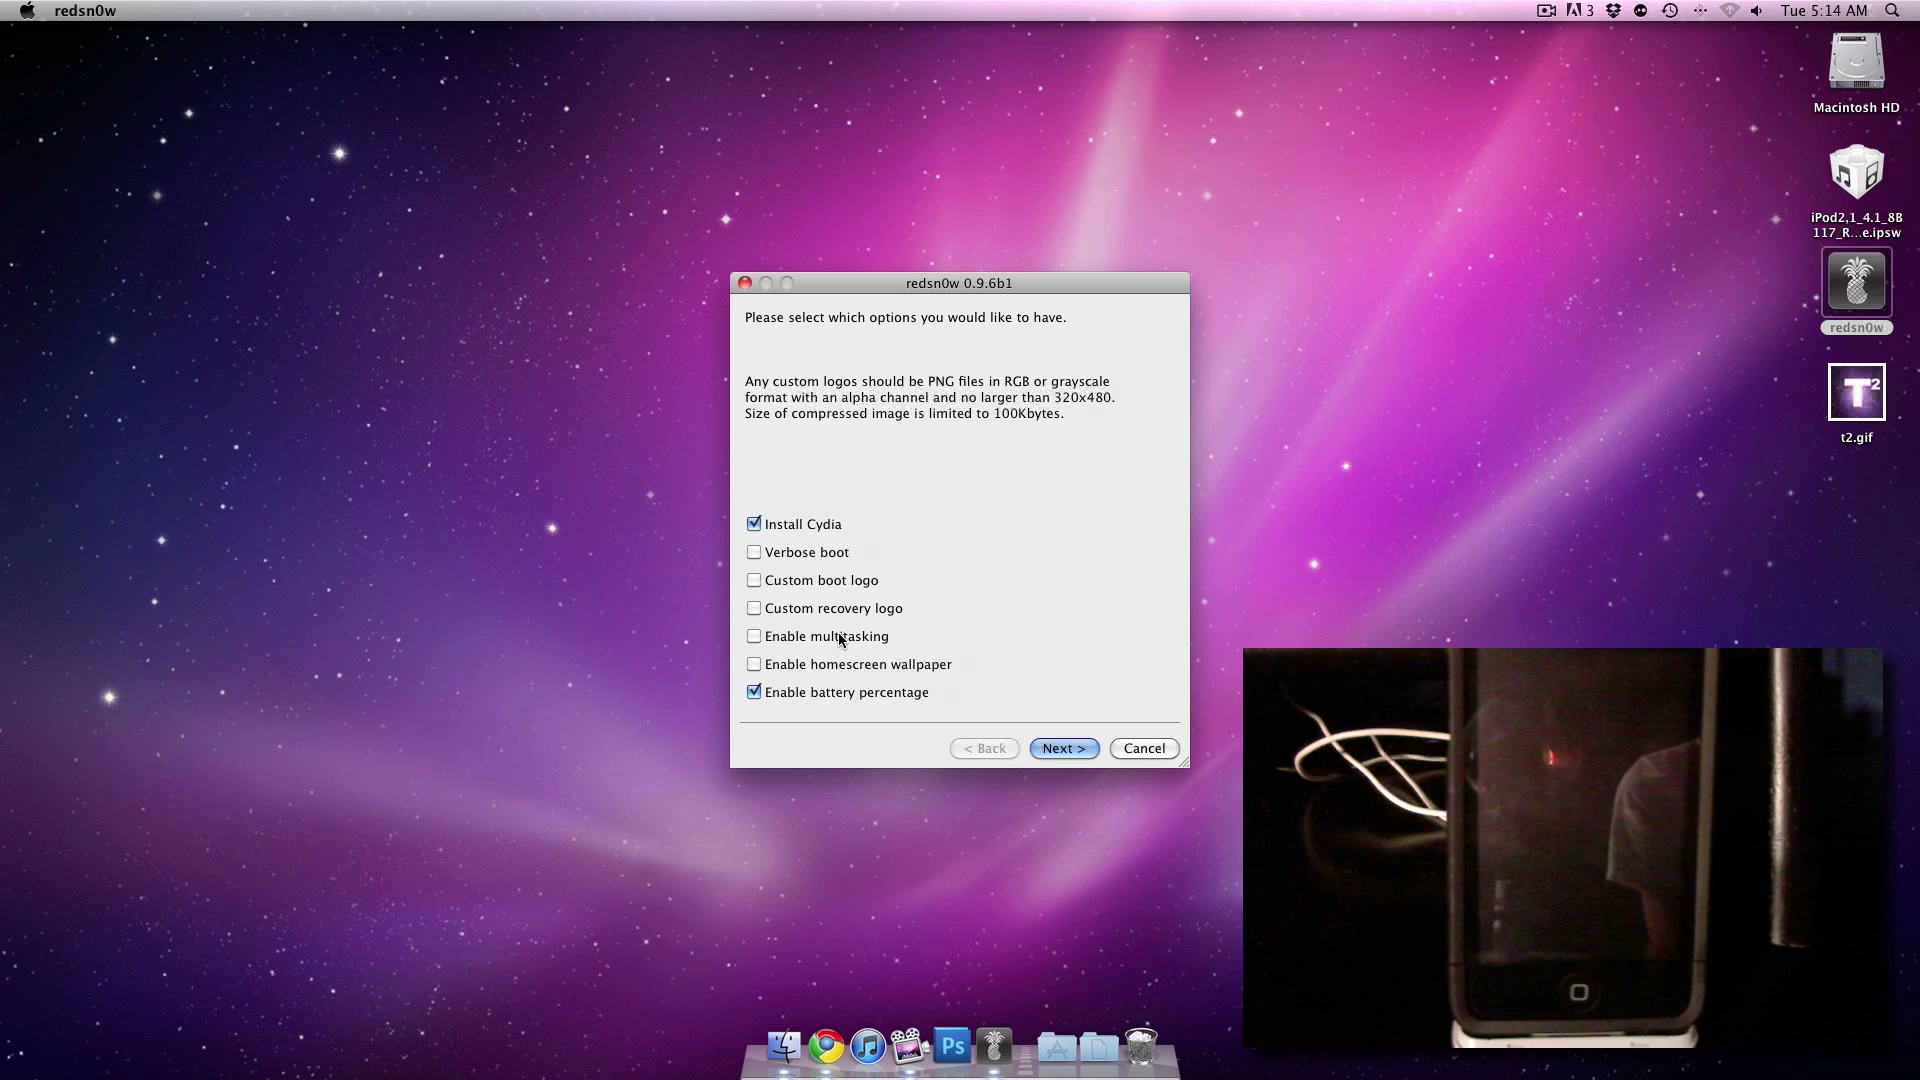 redsn0w
3
Tue 5:14 AM
Macintosh HD
iPod2,1_4.1_8B
117_R...e.ipsw
redsn0w
T2
t2.gif
redsn0w 0.9.6b1
Please select which options you would like to have.
Any custom logos should be PNG files in RGB or grayscale
format with an alpha channel and no larger than 320x480.
Size of compressed image is limited to 100Kbytes.
Install Cydia
Verbose boot
Custom boot logo
Custom recovery logo
Enable multitasking
Enable homescreen wallpaper
Enable battery percentage
< Back
Next >
Cancel
Ps